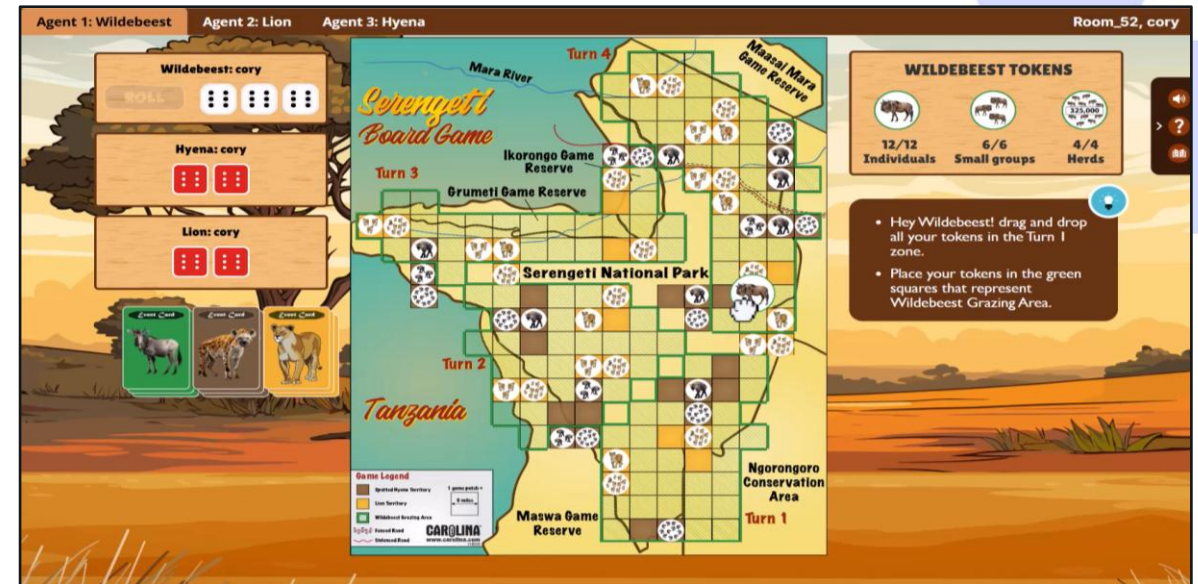 Agent 1: Wildebeest
Agent 2: Lion
Agent 3: Hyena
Room_52, cory
Wildebeest: cory
ROLL
Hyena: cory
Lion: cory
Event Card
Event Card
Event Card
Turn 4
Mara River
Maasai Mara
Game Reserve
Serengeti
Board Game
Turn 3
Ikorongo Game
Reserve
Grumeti Game Reserve
Serengeti National Park
Turn 2
Tanzania
Ngorongoro
Conservation
Area
Maswa Game
Reserve
Turn 1
Game Legend
Spotted Hyena Territory
Lion Territory
Wildebeest Grazing Area
CAROLINA
www.carolina.com
WILDEBEEST TOKENS
325,000
12/12
Individuals
6/6
Small groups
4/4
Herds
?
• Hey Wildebeest! drag and drop
all your tokens in the Turn 1
zone.
• Place your tokens in the green
squares that represent
Wildebeest Grazing Area.